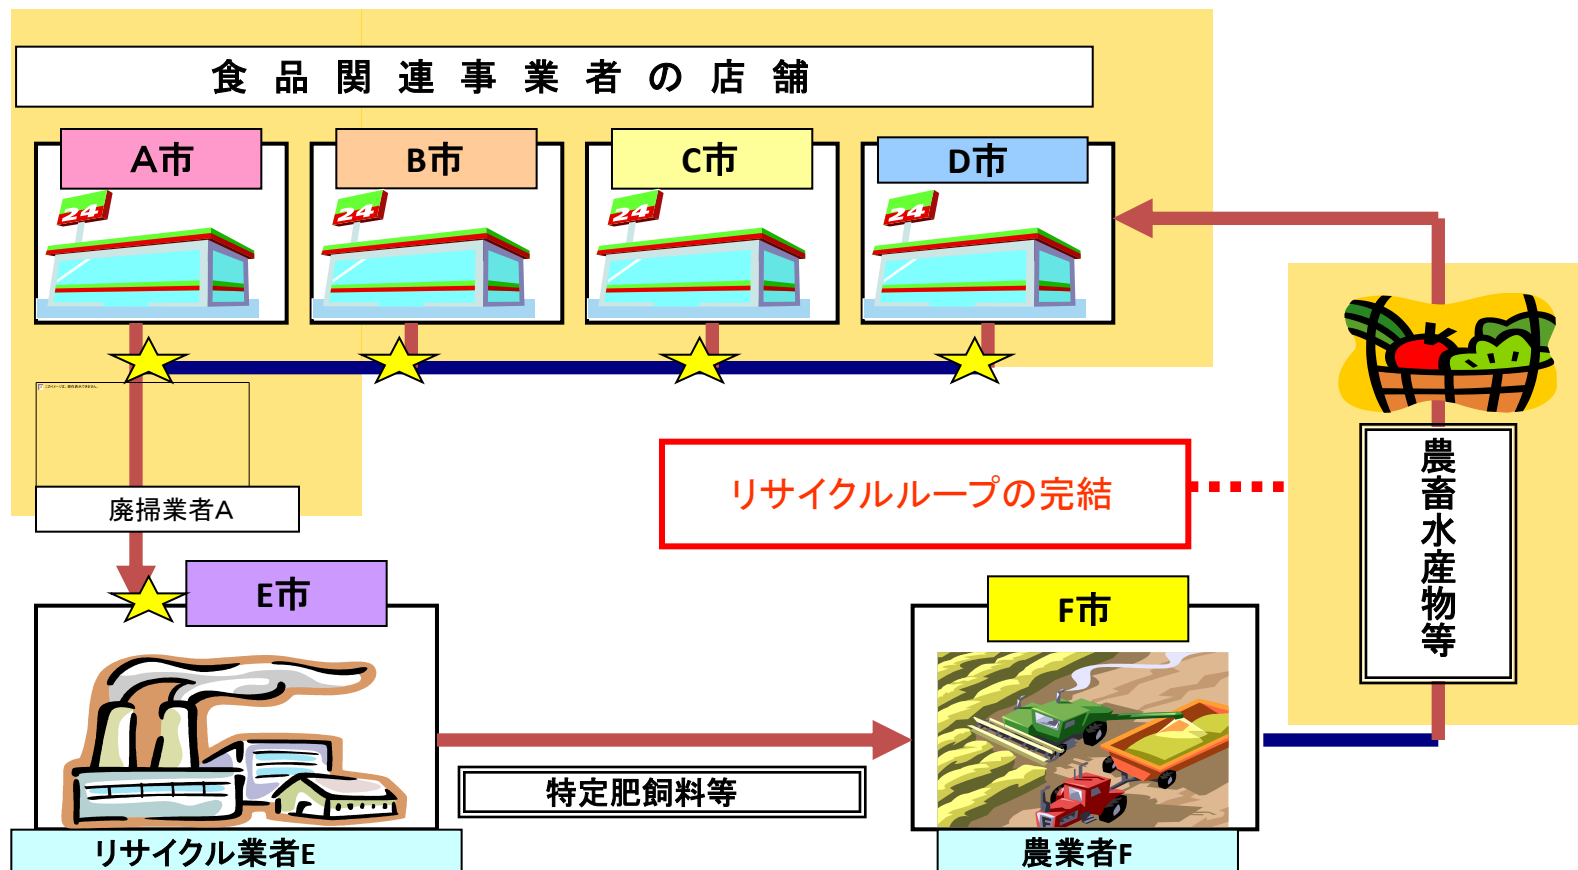 食品関連事業者の店舗
A市
B市
C市
D市
24
24
24
24
廃掃業者A
リサイクルループの完結
農畜水産物等
E市
F市
特定肥飼料等
リサイクル業者E
農業者F